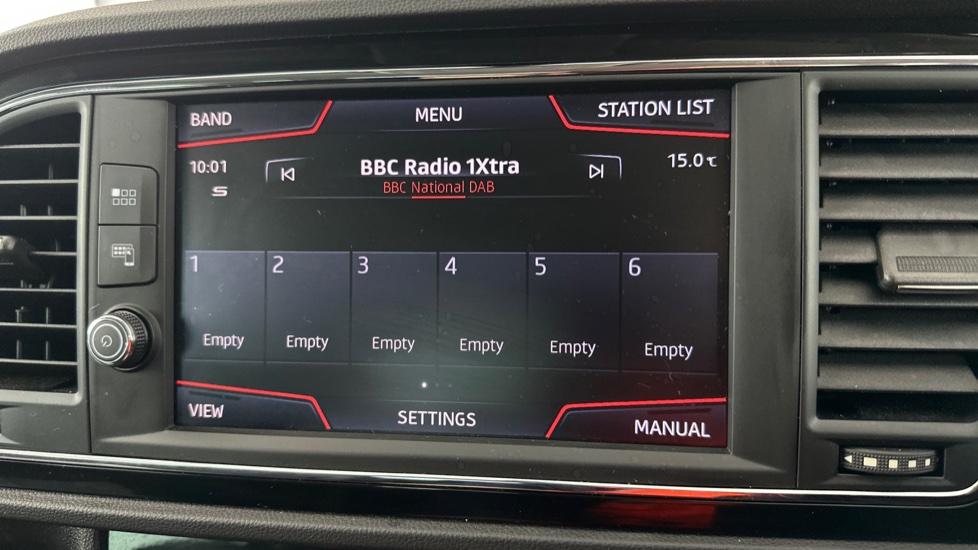 BAND
MENU
STATION LIST
10:01
BBC Radio 1Xtra
15.0 °C
BBC National DAB
1
2
3
4
5
6
Empty
Empty
Empty
Empty
Empty
Empty
VIEW
SETTINGS
MANUAL